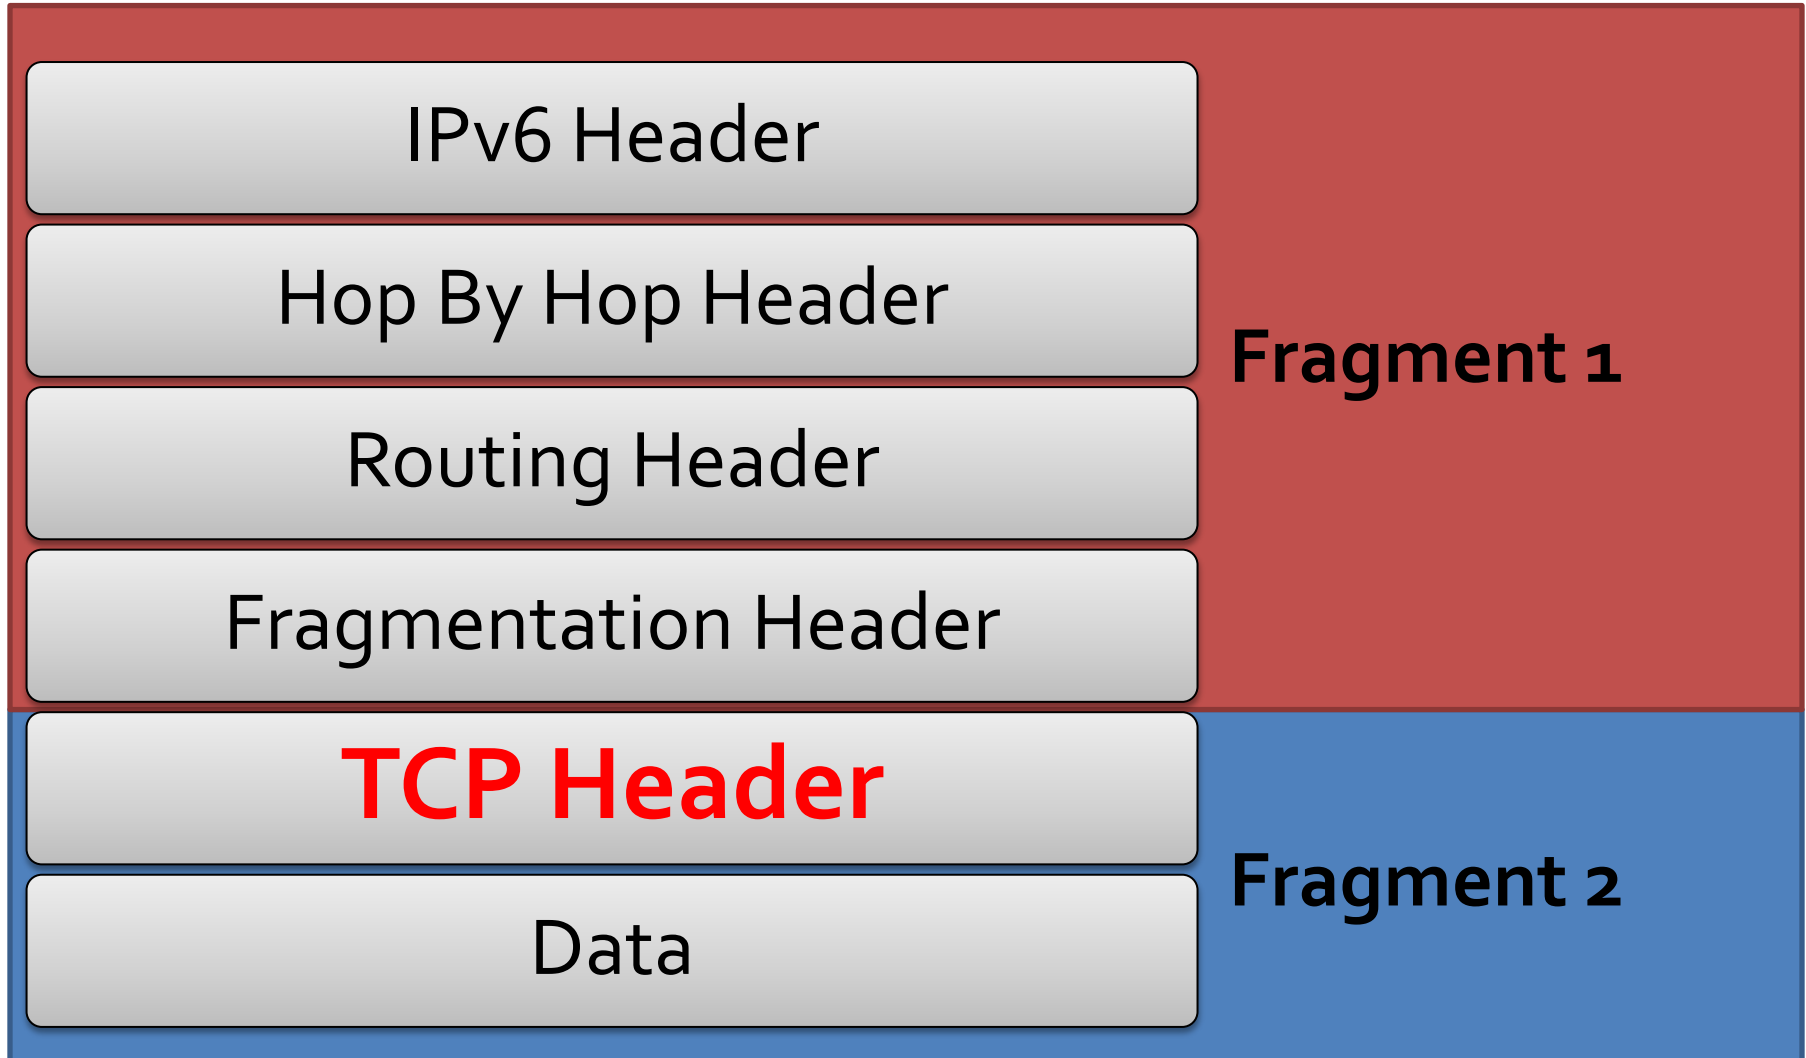 IPv6 Header
Hop By Hop Header
Fragment 1
Routing Header
Fragmentation Header
TCP Header
Fragment 2
Data